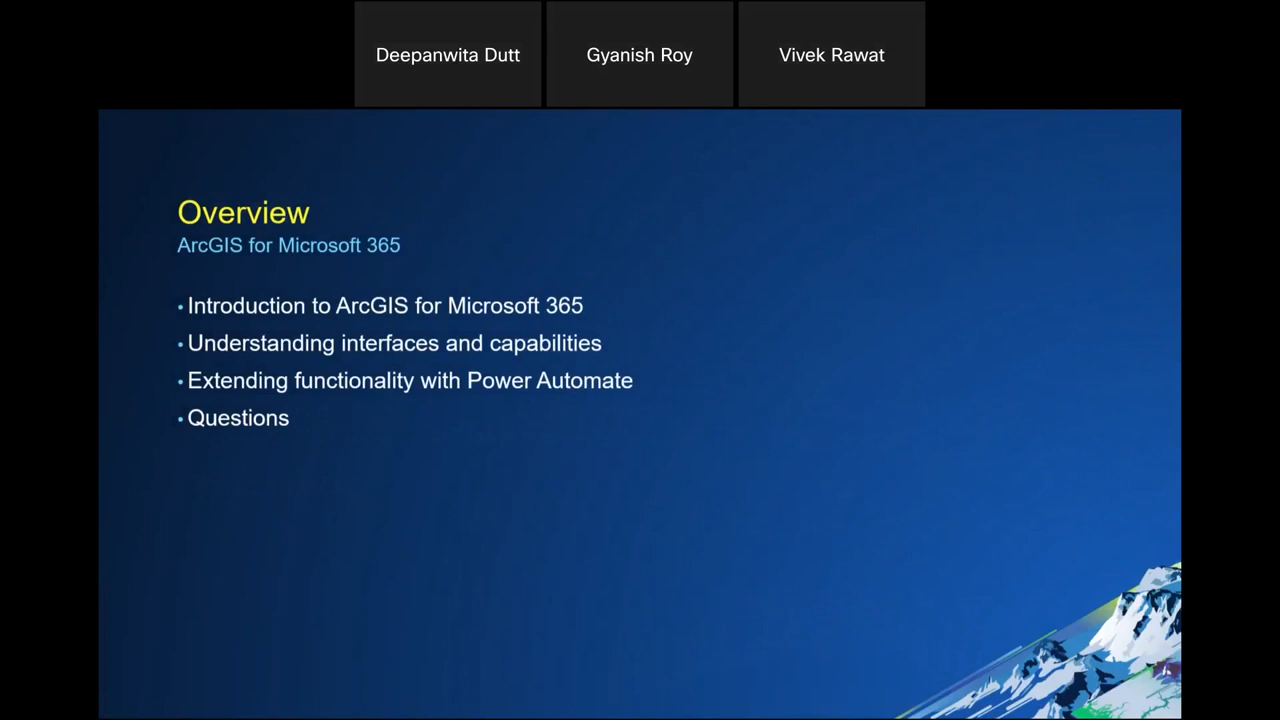 Deepanwita Dutt
Gyanish Roy
Vivek Rawat
Overview
ArcGIS for Microsoft 365
• Introduction to ArcGIS for Microsoft 365
• Understanding interfaces and capabilities
• Extending functionality with Power Automate
• Questions